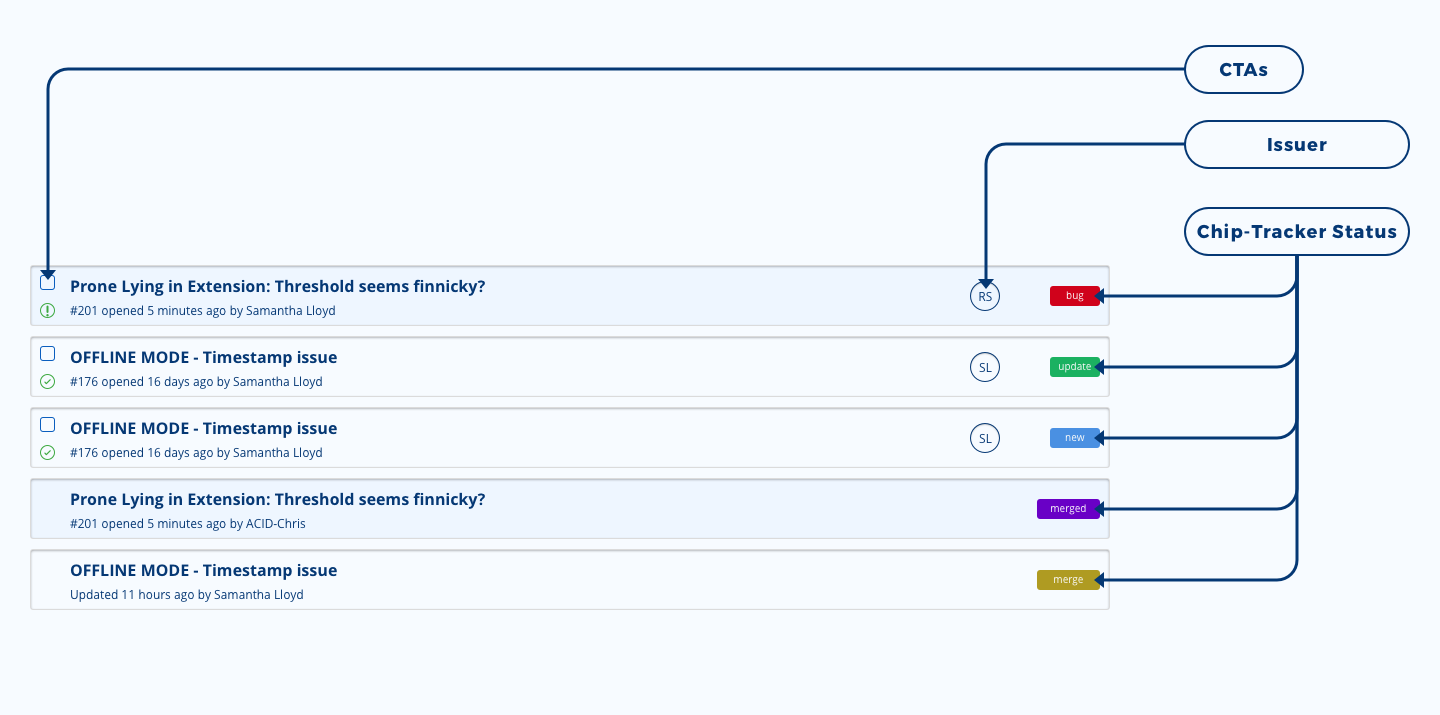 CTAs
Issuer
Chip-Tracker Status
Prone Lying in Extension: Threshold seems finnicky?
#201 opened 5 minutes ago by Samantha Lloyd
RS
bug
OFFLINE MODE - Timestamp issue
#176 opened 16 days ago by Samantha Lloyd
SL
update
OFFLINE MODE - Timestamp issue
#176 opened 16 days ago by Samantha Lloyd
SL
new
Prone Lying in Extension: Threshold seems finnicky?
#201 opened 5 minutes ago by ACID-Chris
merged
OFFLINE MODE - Timestamp issue
Updated 11 hours ago by Samantha Lloyd
merge